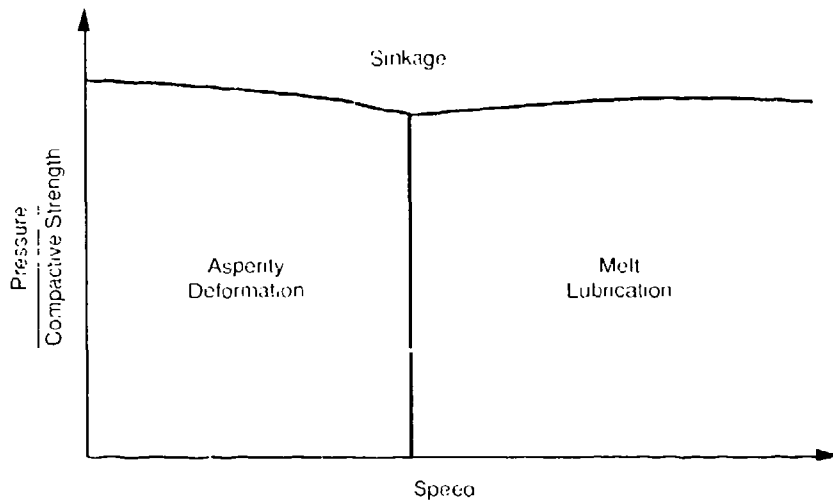 Sinkage
Pressure
Compactive Strength
Asperity
Deformation
Melt
Lubrication
Speed